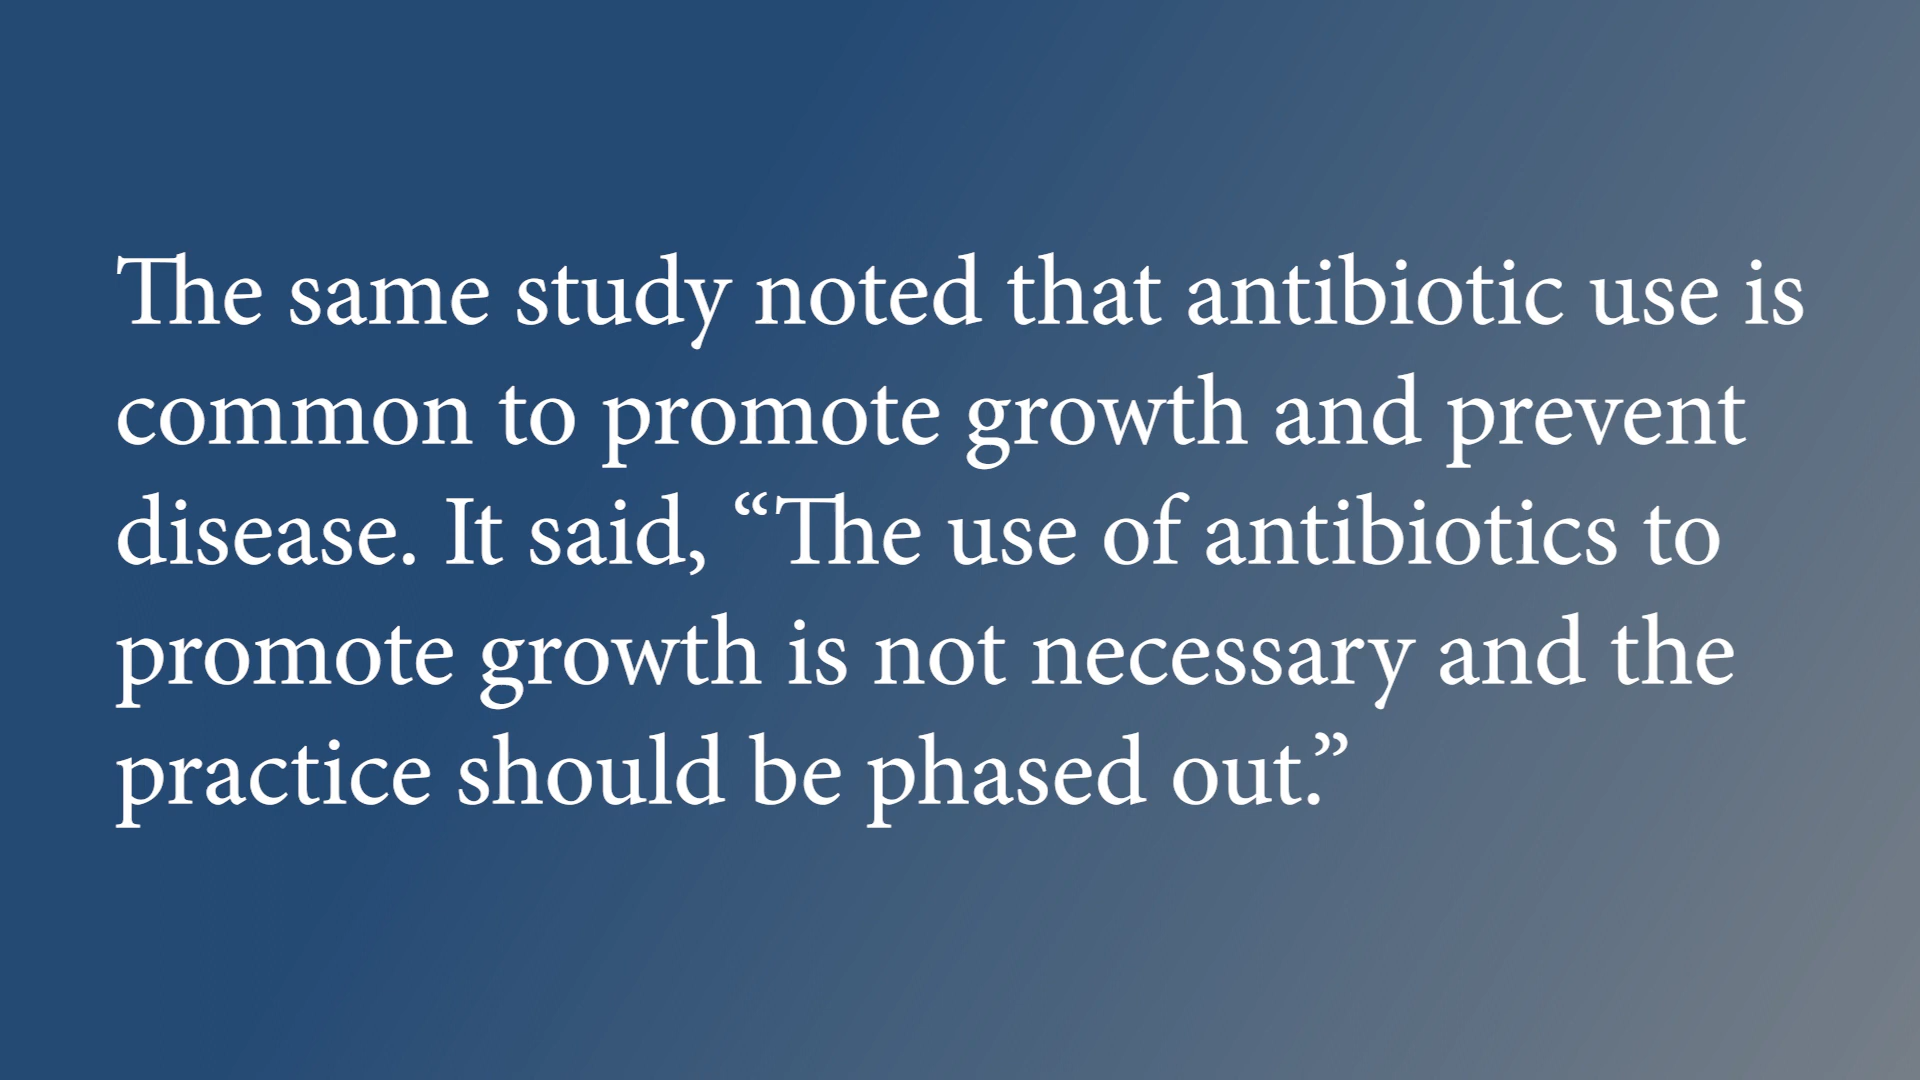 The same study noted that antibiotic use is
common to promote growth and prevent
disease. It said, “The use of antibiotics to
promote growth is not necessary and the
practice should be phased out.”